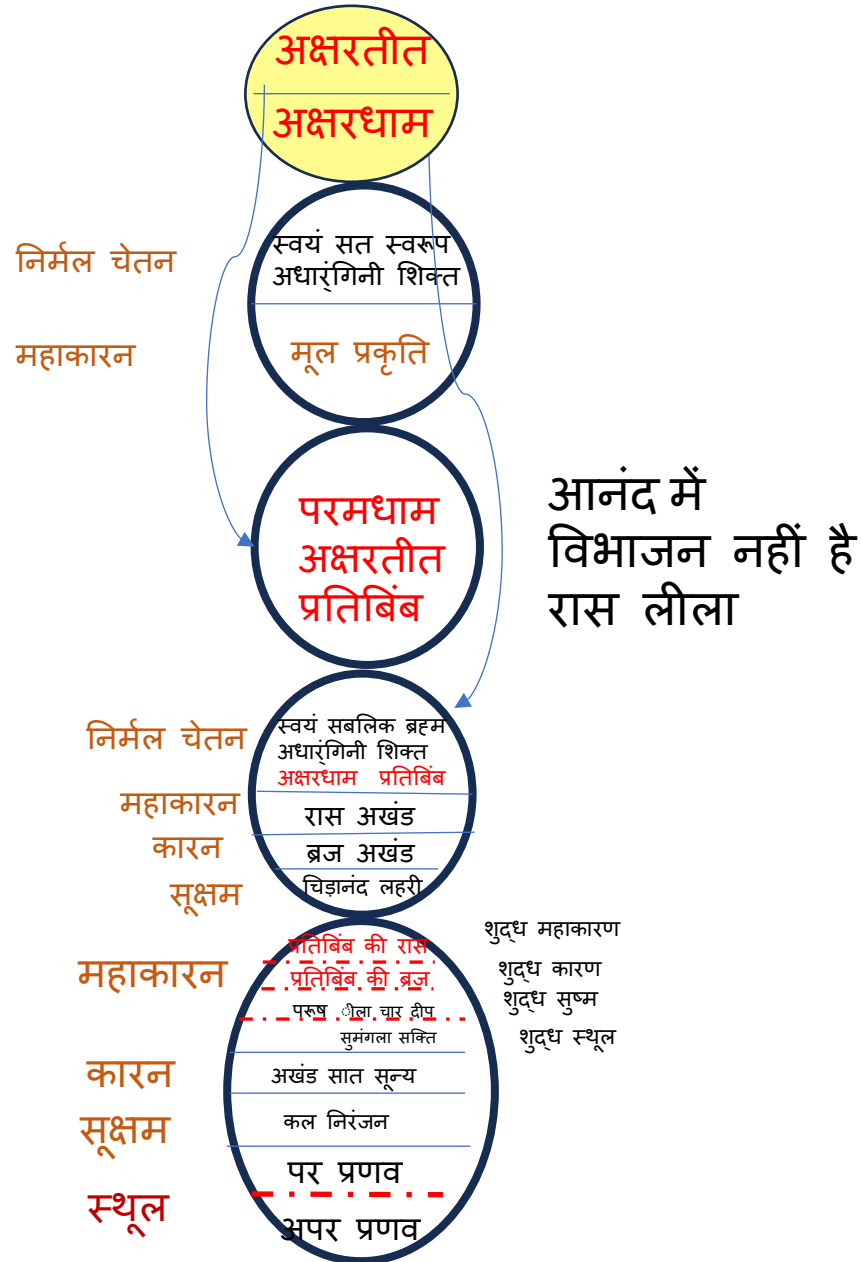 अक्षरतीत
अक्षरधाम
निर्मल चेतन
स्वयं सत स्वरूप
अधार्ंगिनी शिक्त
महाकारन
मूल प्रकृति
परमधाम
अक्षरतीत
प्रतिबिंब
आनंद में
विभाजन नहीं है
रास लीला
निर्मल चेतन
स्वयं सबलिक ब्रह्म
अधार्ंगिनी शिक्त
अक्षरधाम प्रतिबिंब
महाकारन
रास अखंड
कारन
ब्रज अखंड
सूक्षम
चिड़ानंद लहरी
महाकारन
प्रतिबिंब की रास
शुद्ध महाकारण
प्रतिबिंब की ब्रज
शुद्ध कारण
परूष ीला चार दीप
शुद्ध सुष्म
सुमंगला सक्ति
शुद्ध स्थूल
कारन
अखंड सात सून्य
सूक्षम
कल निरंजन
स्थूल
पर प्रणव
अपर प्रणव